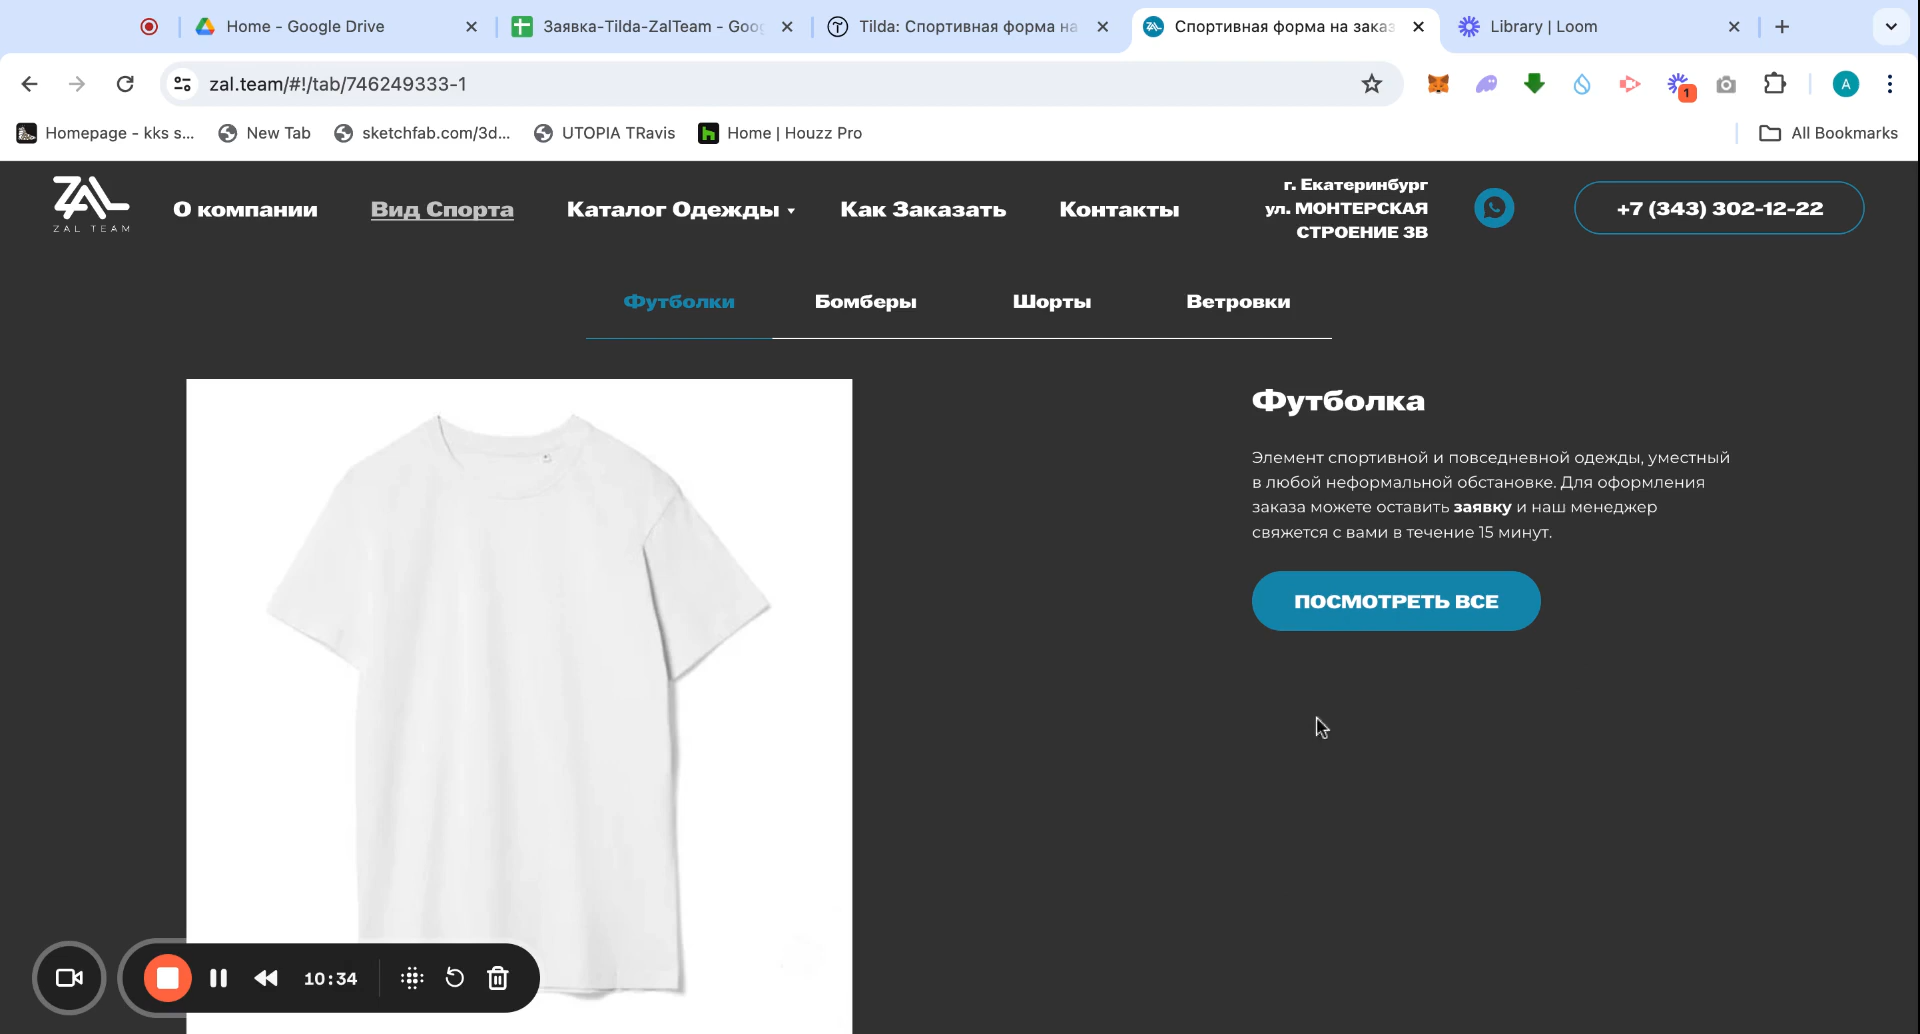 Home - Google Drive
Заявка-Tilda-ZalTeam - Goog
Tilda: Спортивная форма на
Спортивная форма на заказ
Library | Loom
zal.team/#!/tab/746249333-1
1
A
Homepage - kks s...
New Tab
sketchfab.com/3d...
UTOPIA TRavis
Home | Houzz Pro
All Bookmarks
ZAL
ZAL TEAM
О компании
Вид Спорта
Каталог Одежды
Как Заказать
Контакты
г. Екатеринбург
ул. МОНТЕРСКАЯ
СТРОЕНИЕ 3В
+7 (343) 302-12-22
Футболки
Бомберы
Шорты
Ветровки
Футболка
Элемент спортивной и повседневной одежды, уместный
в любой неформальной обстановке. Для оформления
заказа можете оставить заявку и наш менеджер
свяжется с вами в течение 15 минут.
ПОСМОТРЕТЬ ВСЕ
10:34